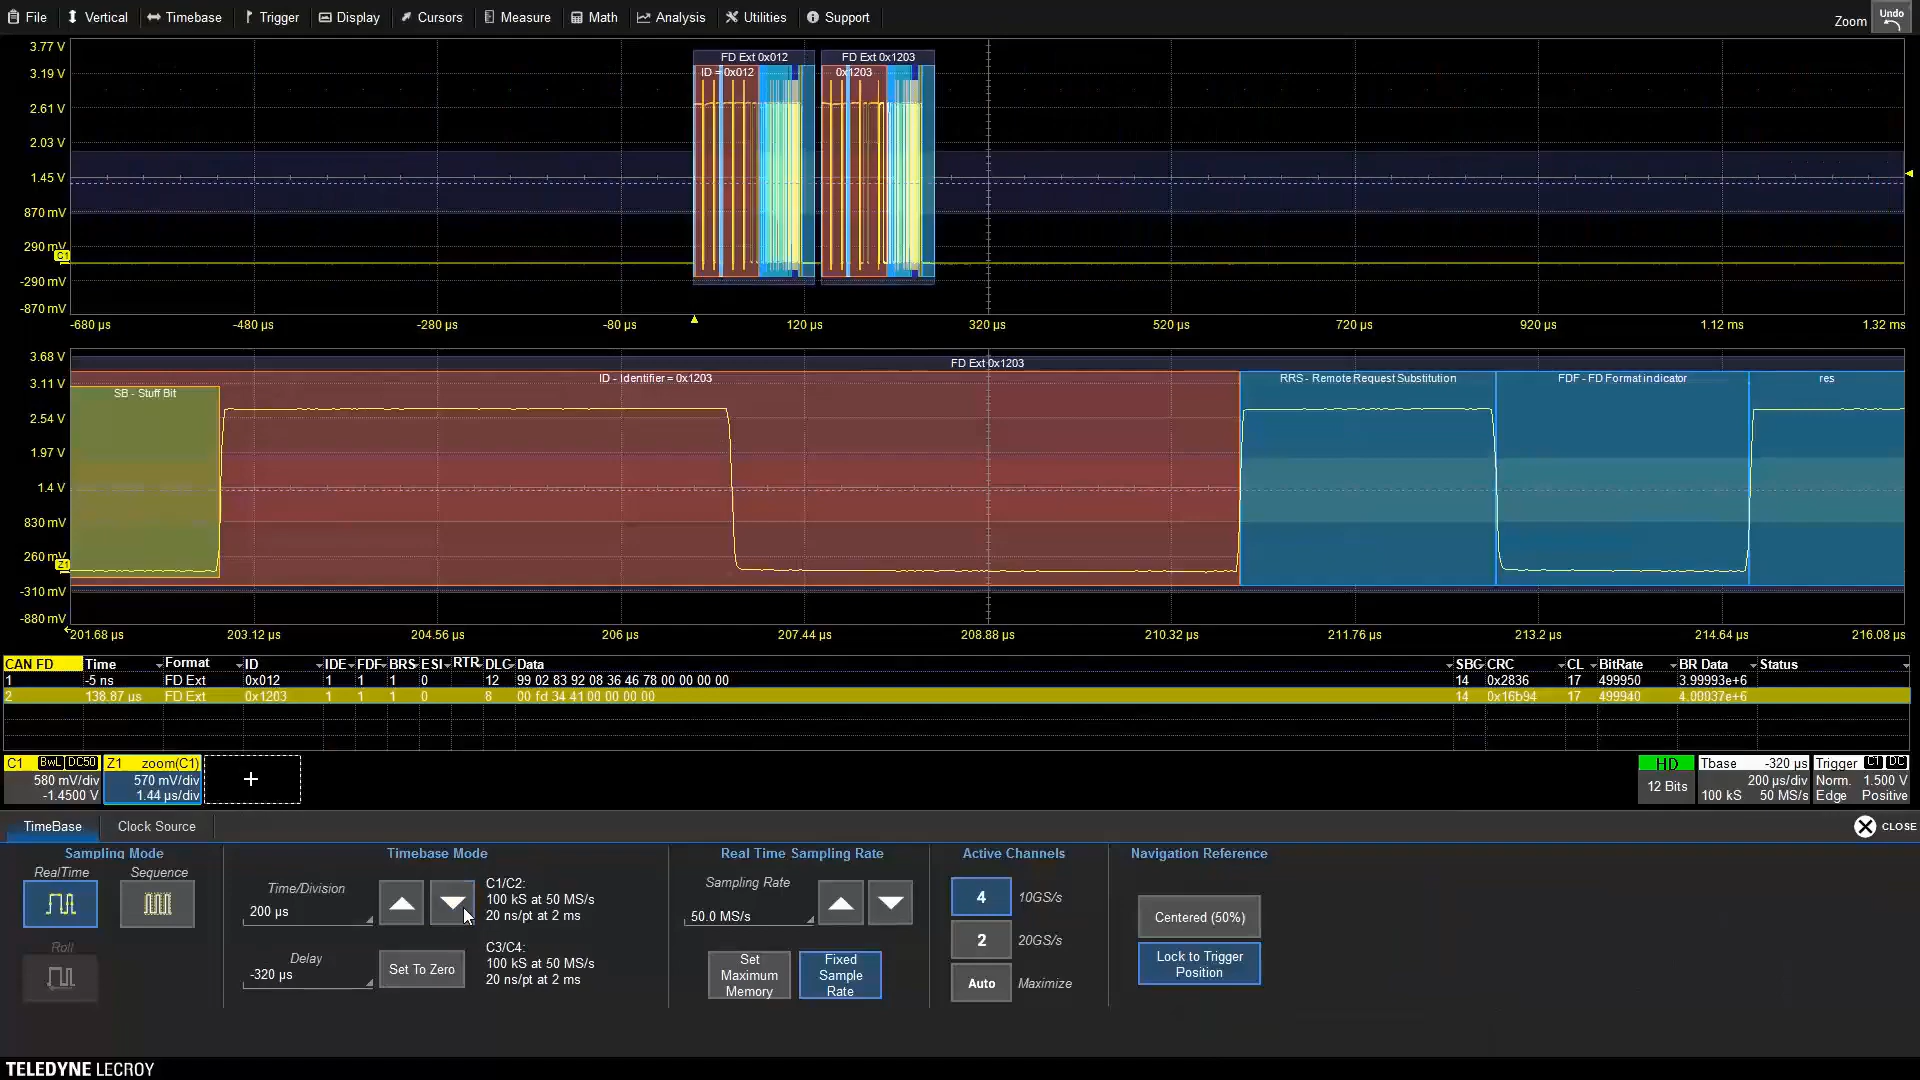 File Vertical Timebase Trigger Display Cursors Measure Math Analysis Utilities Support Zoom Undo
3.77 V
3.19 V
2.61 V
2.03 V
1.45 V
870 mV
290 mV
C1
-290 mV
-870 mV
FD Ext 0x012 FD Ext 0x1203
ID = 0x012 0x1203
-680 µs -480 µs -280 µs -80 µs 120 µs 320 µs 520 µs 720 µs 920 µs 1.12 ms 1.32 ms
3.68 V
3.11 V
2.54 V
1.97 V
1.4 V
830 mV
260 mV
Z1
-310 mV
-880 mV
FD Ext 0x1203
SB - Stuff Bit ID - Identifier = 0x1203 RRS - Remote Request Substitution FDF - FD Format indicator res
201.68 µs 203.12 µs 204.56 µs 206 µs 207.44 µs 208.88 µs 210.32 µs 211.76 µs 213.2 µs 214.64 µs 216.08 µs
CAN FD Time Format ID IDE FDF BRS ESI RTR DLC Data SBC CRC CL BitRate BR Data Status
1 -5 ns FD Ext 0x012 1 1 1 0 12 99 02 83 92 08 36 46 78 00 00 00 00 14 0x2836 17 499950 3.99993e+6
2 138.87 µs FD Ext 0x1203 1 1 1 0 8 00 fd 34 41 00 00 00 00 14 0x16b94 17 499940 4.00037e+6
C1 BwL DC50
580 mV/div
-1.4500 V
Z1 zoom(C1)
570 mV/div
1.44 µs/div
+
HD
12 Bits
Tbase -320 µs
200 µs/div
100 kS 50 MS/s
Trigger C1 DC
Norm. 1.500 V
Edge Positive
TimeBase Clock Source CLOSE
Sampling Mode
RealTime Sequence
Roll
Timebase Mode
Time/Division
200 µs
Delay
-320 µs
Set To Zero
C1/C2:
100 kS at 50 MS/s
20 ns/pt at 2 ms
C3/C4:
100 kS at 50 MS/s
20 ns/pt at 2 ms
Real Time Sampling Rate
Sampling Rate
50.0 MS/s
Set
Maximum
Memory
Fixed
Sample
Rate
Active Channels
4 10GS/s
2 20GS/s
Auto Maximize
Navigation Reference
Centered (50%)
Lock to Trigger
Position
TELEDYNE LECROY